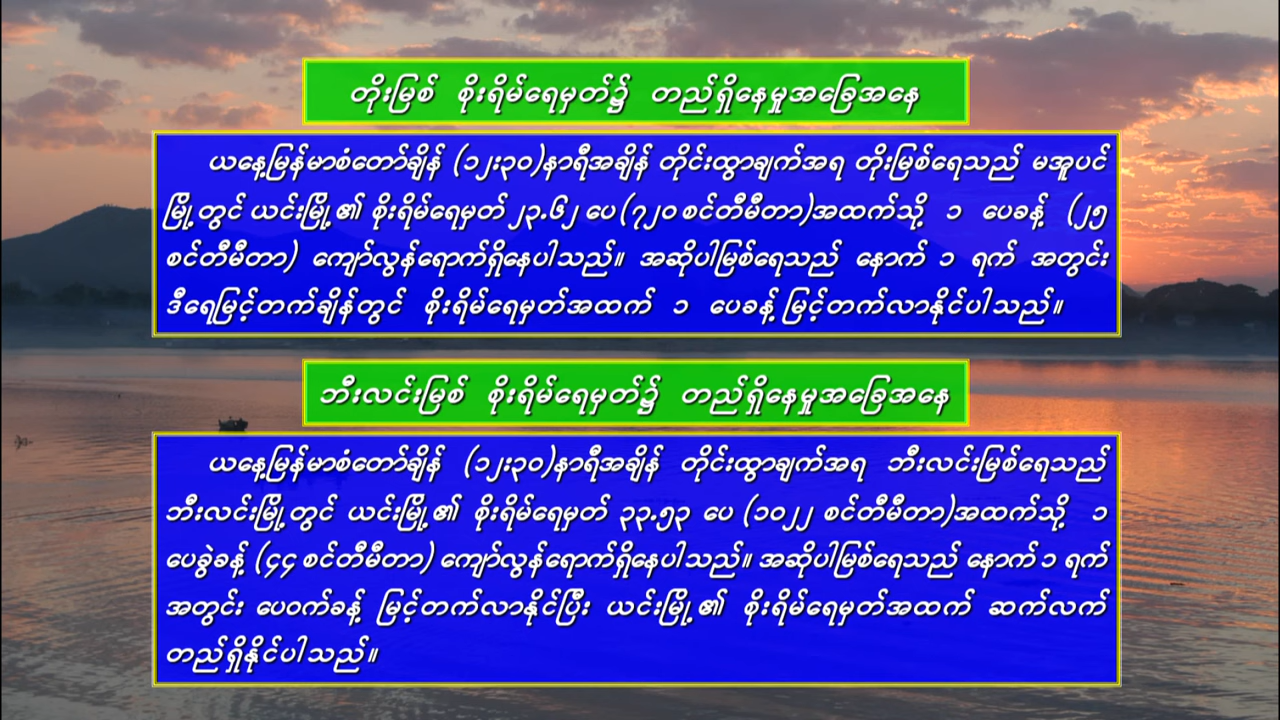 တိုးမြစ် စိုးရိမ်ရေမှတ်၌ တည်ရှိနေမှုအခြေအနေ
ယနေ့မြန်မာစံတော်ချိန် (၁၂း၃၀)နာရီအချိန် တိုင်းထွာချက်အရ တိုးမြစ်ရေသည် မအူပင်
မြို့တွင် ယင်းမြို့၏ စိုးရိမ်ရေမှတ် ၂၃.၆၂ ပေ (၇၂၀ စင်တီမီတာ)အထက်သို့ ၁ ပေခန့် (၂၅
စင်တီမီတာ) ကျော်လွန်ရောက်ရှိနေပါသည်။ အဆိုပါမြစ်ရေသည် နောက် ၁ ရက် အတွင်း
ဒီရေမြင့်တက်ချိန်တွင် စိုးရိမ်ရေမှတ်အထက် ၁ ပေခန့် မြင့်တက်လာနိုင်ပါသည်။
ဘီးလင်းမြစ် စိုးရိမ်ရေမှတ်၌ တည်ရှိနေမှုအခြေအနေ
ယနေ့မြန်မာစံတော်ချိန် (၁၂း၃၀)နာရီအချိန် တိုင်းထွာချက်အရ ဘီးလင်းမြစ်ရေသည်
ဘီးလင်းမြို့တွင် ယင်းမြို့၏ စိုးရိမ်ရေမှတ် ၃၃.၅၃ ပေ (၁၀၂၂ စင်တီမီတာ)အထက်သို့ ၁
ပေခွဲခန့် (၄၄ စင်တီမီတာ) ကျော်လွန်ရောက်ရှိနေပါသည်။ အဆိုပါမြစ်ရေသည် နောက် ၁ ရက်
အတွင်း ပေဝက်ခန့် မြင့်တက်လာနိုင်ပြီး ယင်းမြို့၏ စိုးရိမ်ရေမှတ်အထက် ဆက်လက်
တည်ရှိနိုင်ပါသည်။